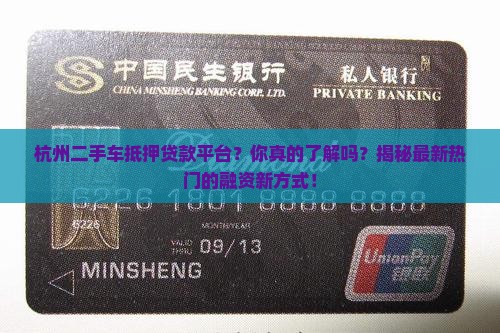 中国民生银行
CHINA MINSHENG BANKING CORP., LTD.
私人银行
PRIVATE BANKING
杭州二手车抵押贷款平台？你真的了解吗？揭秘最新热
门的融资新方式！
Diamond
6226 1801 8888 8888
6226
MONTH/YEAR
VALID
THRU
09/13
MINSHENG
UnionPay
银联